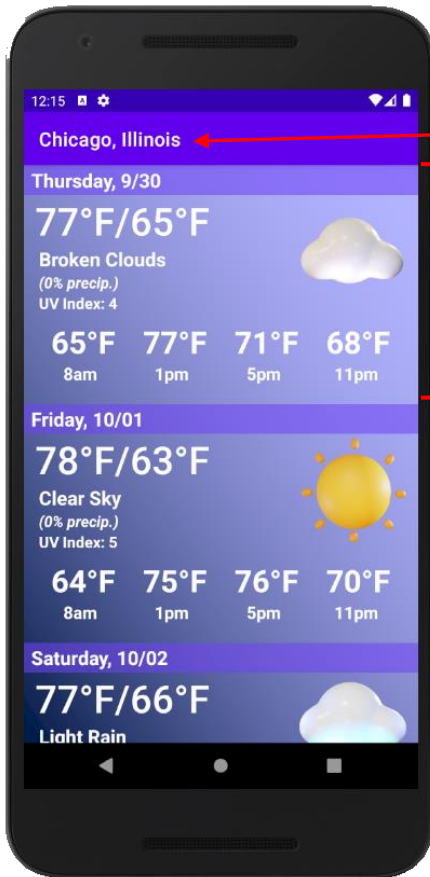 12:15
Chicago, Illinois
Thursday, 9/30
77°F/65°F
Broken Clouds
(0% precip.)
UV Index: 4
65°F 77°F 71°F 68°F
8am 1pm 5pm 11pm
Friday, 10/01
78°F/63°F
Clear Sky
(0% precip.)
UV Index: 5
64°F 75°F 76°F 70°F
8am 1pm 5pm 11pm
Saturday, 10/02
77°F/66°F
Light Rain